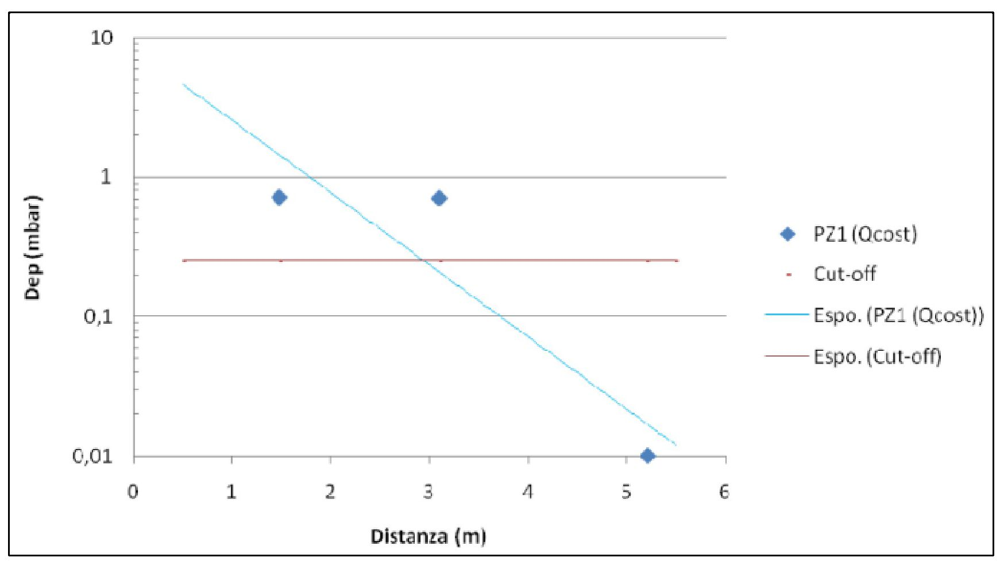 10
1
0,1
0,01
Dep (mbar)
0 1 2 3 4 5 6
Distanza (m)
PZ1 (Qcost)
Cut-off
Espo. (PZ1 (Qcost))
Espo. (Cut-off)